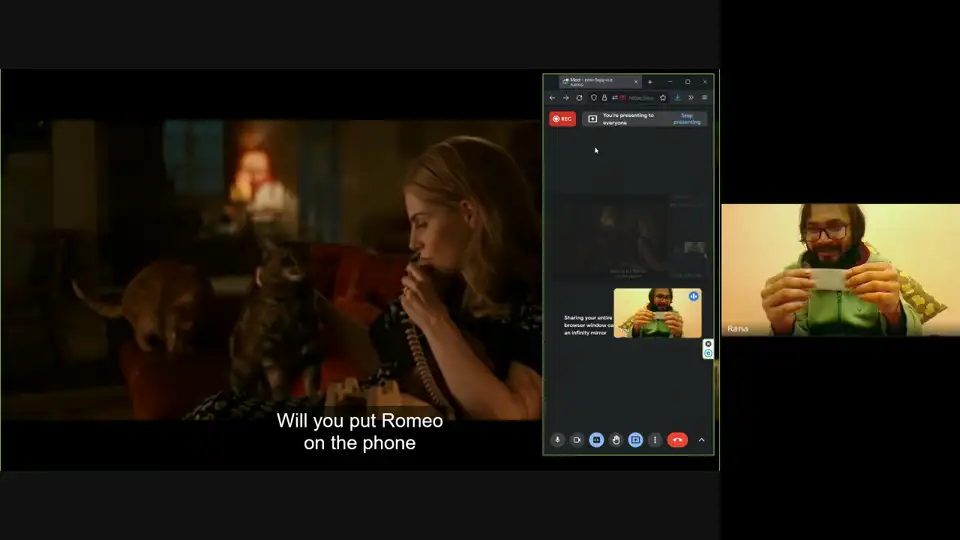 REC
You're presenting to
everyone
Stop
presenting
Sharing your entire
browser window ca
an infinity mirror
Will you put Romeo
on the phone
Rana